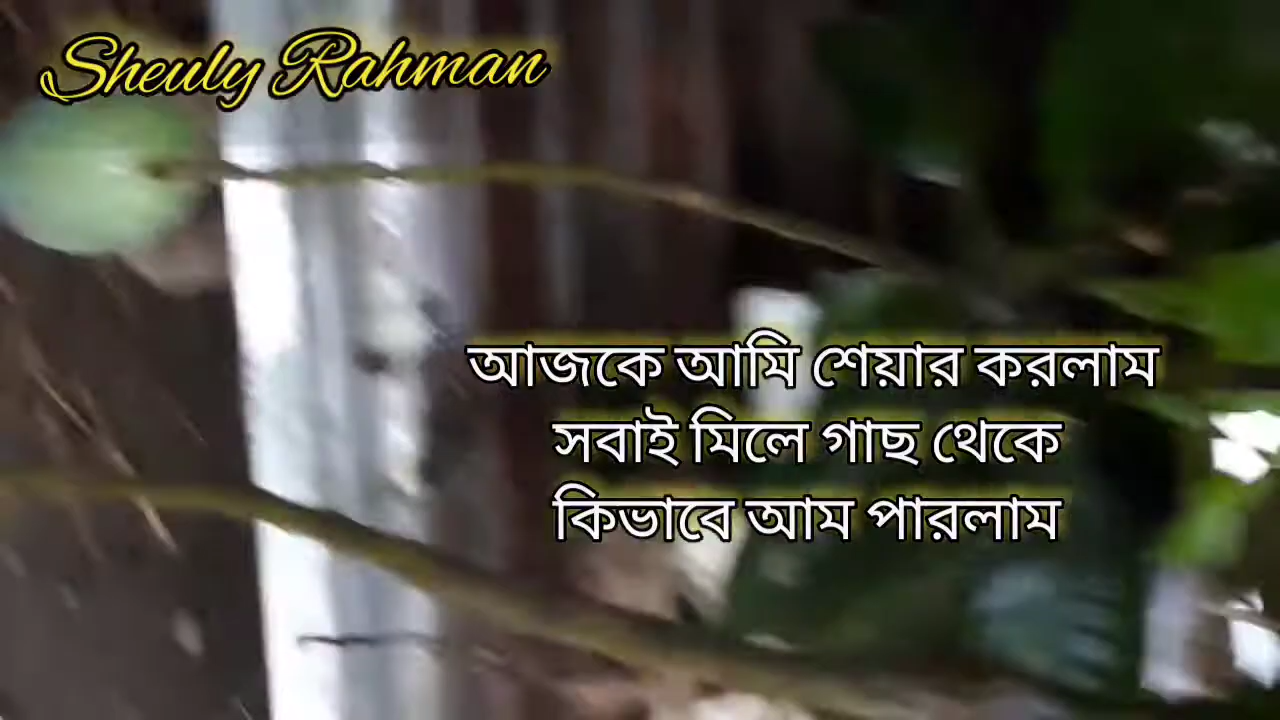 Sheuly Rahman
আজকে আমি শেয়ার করলাম
সবাই মিলে গাছ থেকে
কিভাবে আম পারলাম